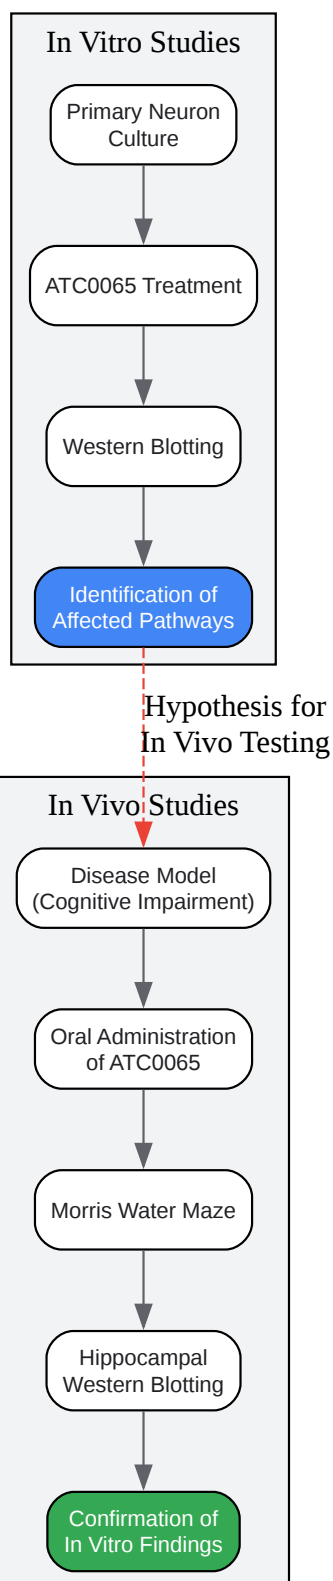 In Vitro Studies
Primary Neuron
Culture
ATC0065 Treatment
Western Blotting
Identification of
Affected Pathways
Hypothesis for
In Vivo Testing
In Vivo Studies
Disease Model
(Cognitive Impairment)
Oral Administration
of ATC0065
Morris Water Maze
Hippocampal
Western Blotting
Confirmation of
In Vitro Findings